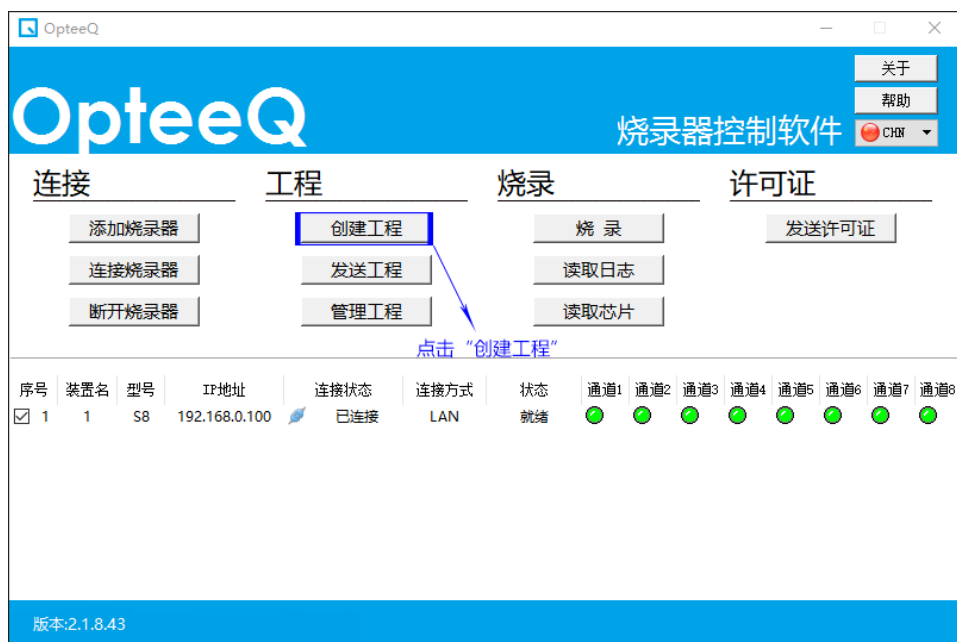 OpteeQ
关于
帮助
OpteeQ
烧录器控制软件
CHN
连接 工程 烧录 许可证
添加烧录器 创建工程 烧 录 发送许可证
连接烧录器 发送工程 读取日志
断开烧录器 管理工程 读取芯片
点击“创建工程”
序号 装置名 型号 IP地址 连接状态 连接方式 状态 通道1 通道2 通道3 通道4 通道5 通道6 通道7 通道8
1 1 S8 192.168.0.100 已连接 LAN 就绪
版本:2.1.8.43